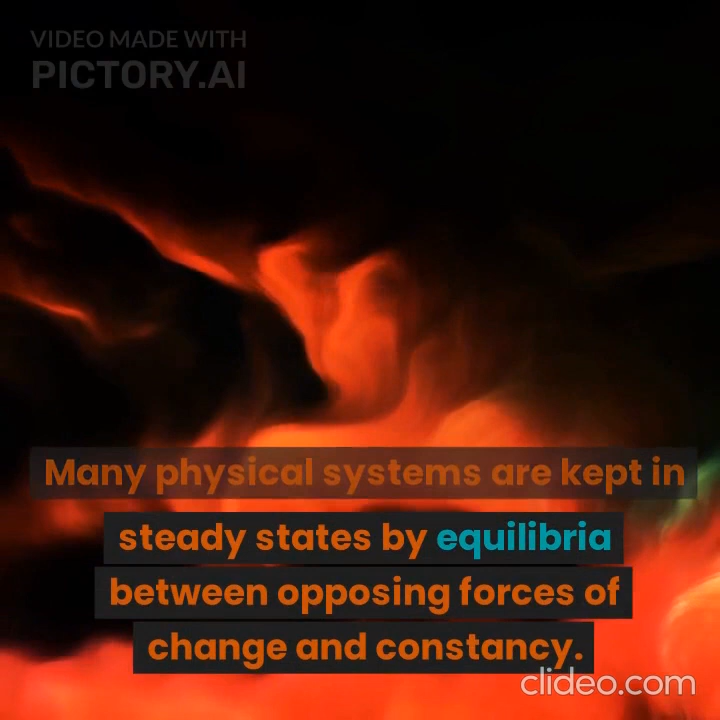 VIDEO MADE WITH
PICTORY.AI
Many physical systems are kept in
steady states by equilibria
between opposing forces of
change and constancy.
clideo.com